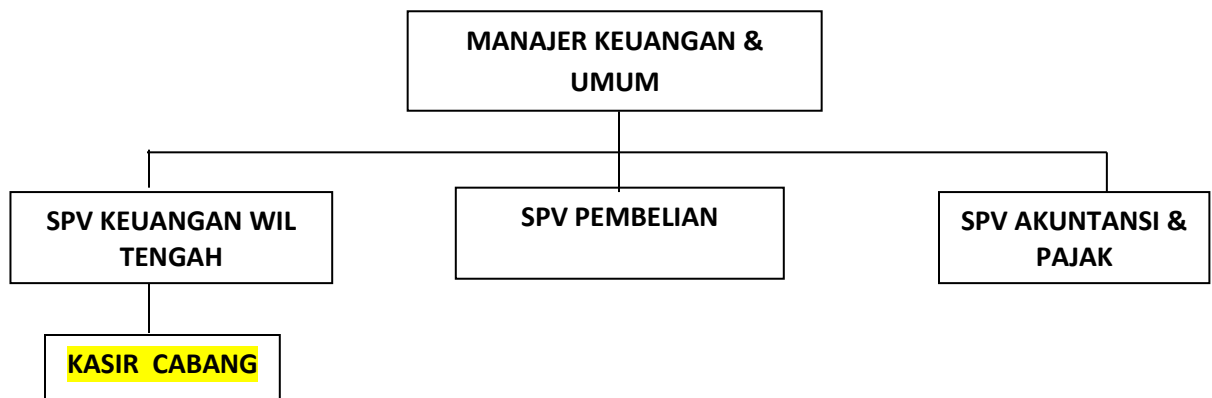 MANAJER KEUANGAN &
UMUM
SPV KEUANGAN WIL
TENGAH
SPV PEMBELIAN
SPV AKUNTANSI &
PAJAK
KASIR CABANG